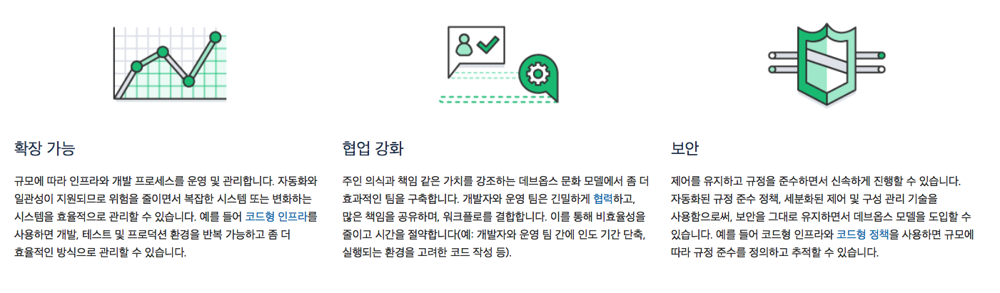 확장 가능
규모에 따라 인프라와 개발 프로세스를 운영 및 관리합니다. 자동화와
일관성이 지원되므로 위험을 줄이면서 복잡한 시스템 또는 변화하는
시스템을 효율적으로 관리할 수 있습니다. 예를 들어 코드형 인프라를
사용하면 개발, 테스트 및 프로덕션 환경을 반복 가능하고 좀 더
효율적인 방식으로 관리할 수 있습니다.
협업 강화
주인 의식과 책임 같은 가치를 강조하는 데브옵스 문화 모델에서 좀 더
효과적인 팀을 구축합니다. 개발자와 운영 팀은 긴밀하게 협력하고,
많은 책임을 공유하며, 워크플로를 결합합니다. 이를 통해 비효율성을
줄이고 시간을 절약합니다(예: 개발자와 운영 팀 간에 인도 기간 단축,
실행되는 환경을 고려한 코드 작성 등).
보안
제어를 유지하고 규정을 준수하면서 신속하게 진행할 수 있습니다.
자동화된 규정 준수 정책, 세분화된 제어 및 구성 관리 기술을
사용함으로써, 보안을 그대로 유지하면서 데브옵스 모델을 도입할 수
있습니다. 예를 들어 코드형 인프라와 코드형 정책을 사용하면 규모에
따라 규정 준수를 정의하고 추적할 수 있습니다.